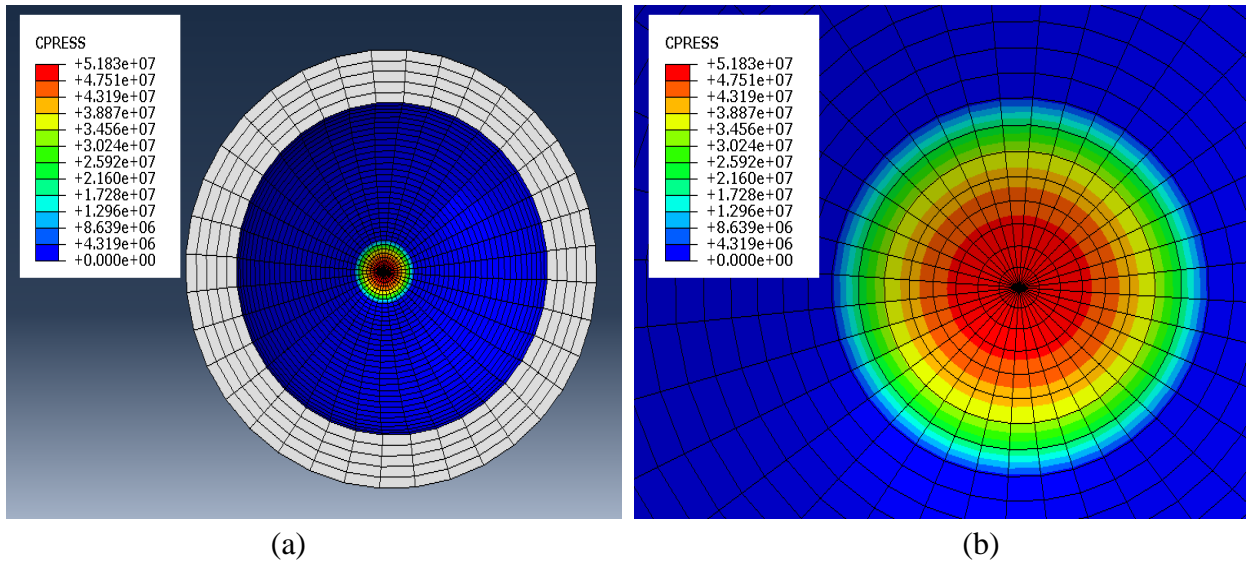 CPRESS
+5.183e+07
+4.751e+07
+4.319e+07
+3.887e+07
+3.456e+07
+3.024e+07
+2.592e+07
+2.160e+07
+1.728e+07
+1.296e+07
+8.639e+06
+4.319e+06
+0.000e+00
CPRESS
+5.183e+07
+4.751e+07
+4.319e+07
+3.887e+07
+3.456e+07
+3.024e+07
+2.592e+07
+2.160e+07
+1.728e+07
+1.296e+07
+8.639e+06
+4.319e+06
+0.000e+00
(a)
(b)